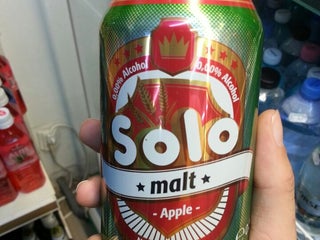 0.00% Alcohol 0.00% Alcohol
Solo
malt
- Apple -